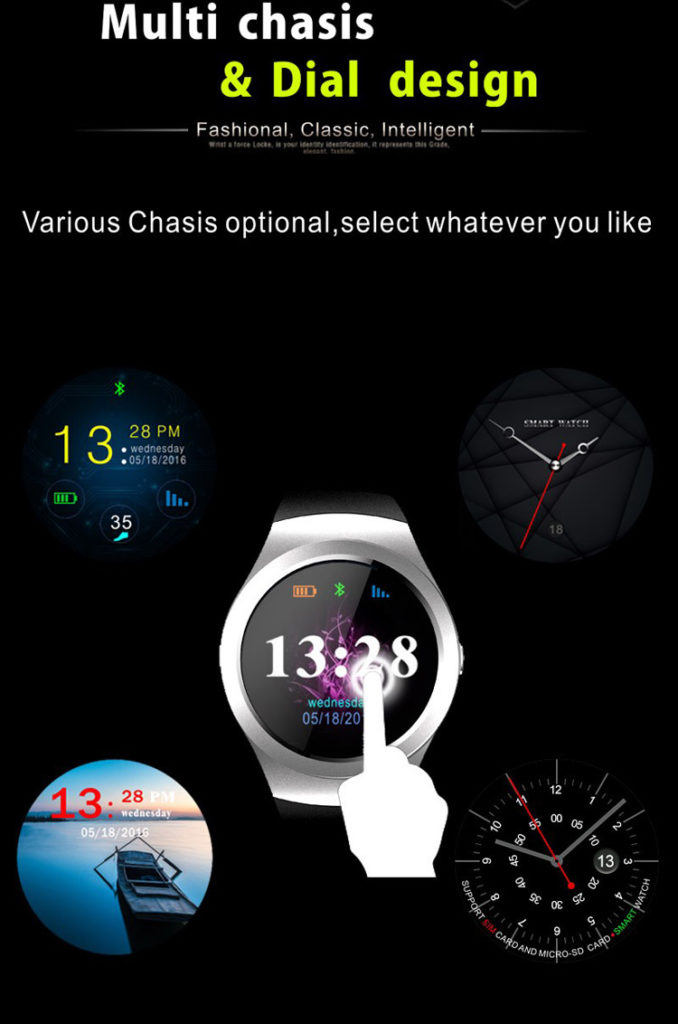 Multi chasis
& Dial design
Fashional, Classic, Intelligent
Wrist a force Locke, is your identity identification, it represents this Grade,
elegant, fashion.
Various Chasis optional,select whatever you like
13: 28 PM
wednesday
05/18/2016
35
SMART WATCH
18
13:28
wednesda
05/18/20
13: 28 PM
wednesday
05/18/2016
12 1 2 3 4 5 6 7 8 9 10 11
00 05 20 25 30 35 40 45 50 55
13
SUPPORT SIM CARD AND MICRO-SD CARD•SMART WATCH